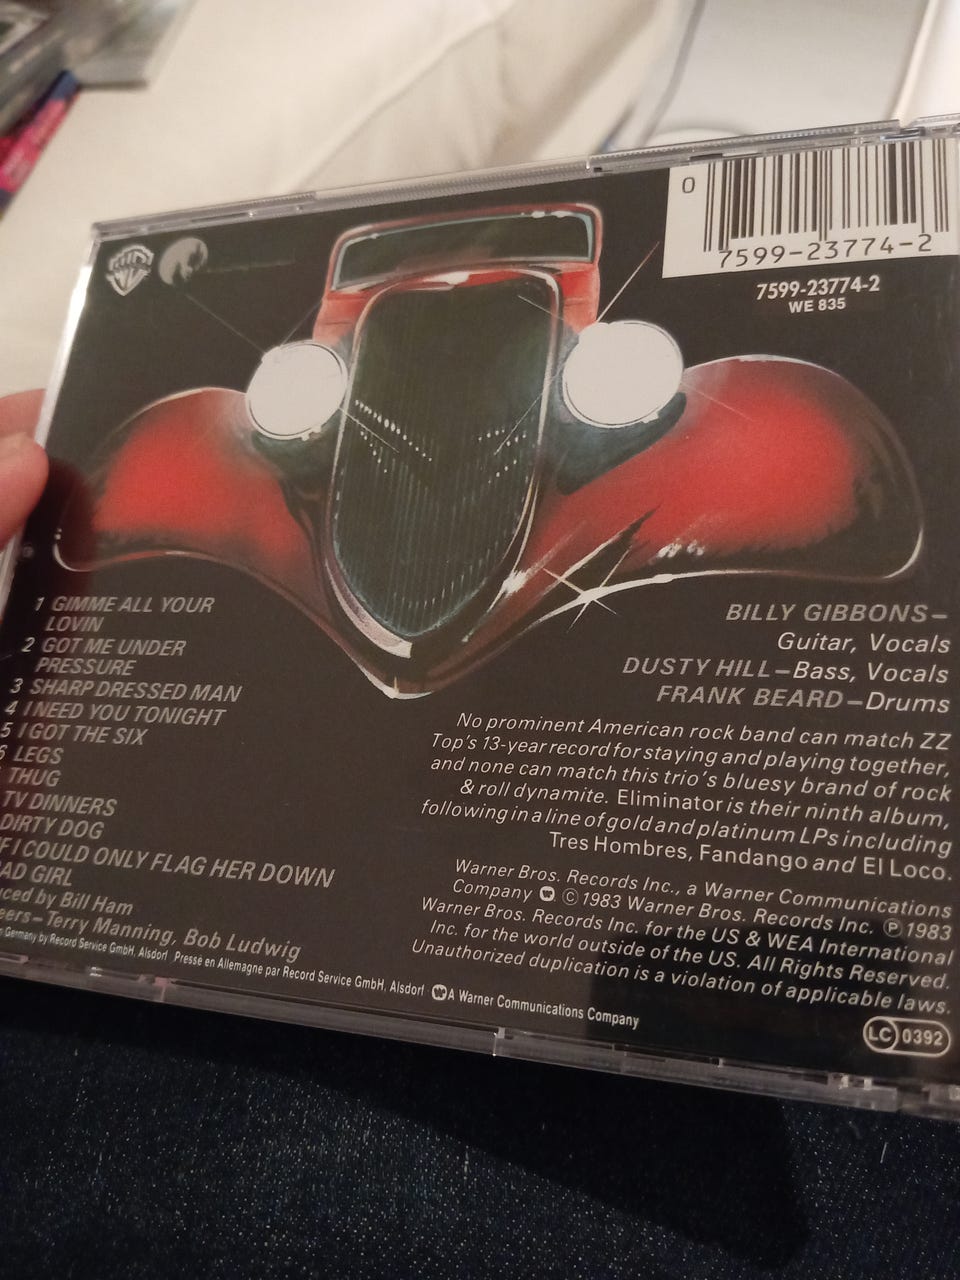 0
7599-23774-2
7599-23774-2
WE 835
1 GIMME ALL YOUR
LOVIN
2 GOT ME UNDER
PRESSURE
3 SHARP DRESSED MAN
4 I NEED YOU TONIGHT
5 I GOT THE SIX
6 LEGS
THUG
TV DINNERS
DIRTY DOG
F I COULD ONLY FLAG HER DOWN
AD GIRL
uced by Bill Ham
eers–Terry Manning, Bob Ludwig
n Germany by Record Service GmbH, Alsdorf Pressé en Allemagne par Record Service GmbH, Alsdorf · A Warner Communications Company
BILLY GIBBONS–
Guitar, Vocals
DUSTY HILL–Bass, Vocals
FRANK BEARD–Drums
No prominent American rock band can match ZZ
Top's 13-year record for staying and playing together,
and none can match this trio's bluesy brand of rock
& roll dynamite. Eliminator is their ninth album,
following in a line of gold and platinum LPs including
Tres Hombres, Fandango and El Loco.
Warner Bros. Records Inc., a Warner Communications
Company ©1983 Warner Bros. Records Inc. ℗1983
Warner Bros. Records Inc. for the US & WEA International
Inc. for the world outside of the US. All Rights Reserved.
Unauthorized duplication is a violation of applicable laws.
LC 0392